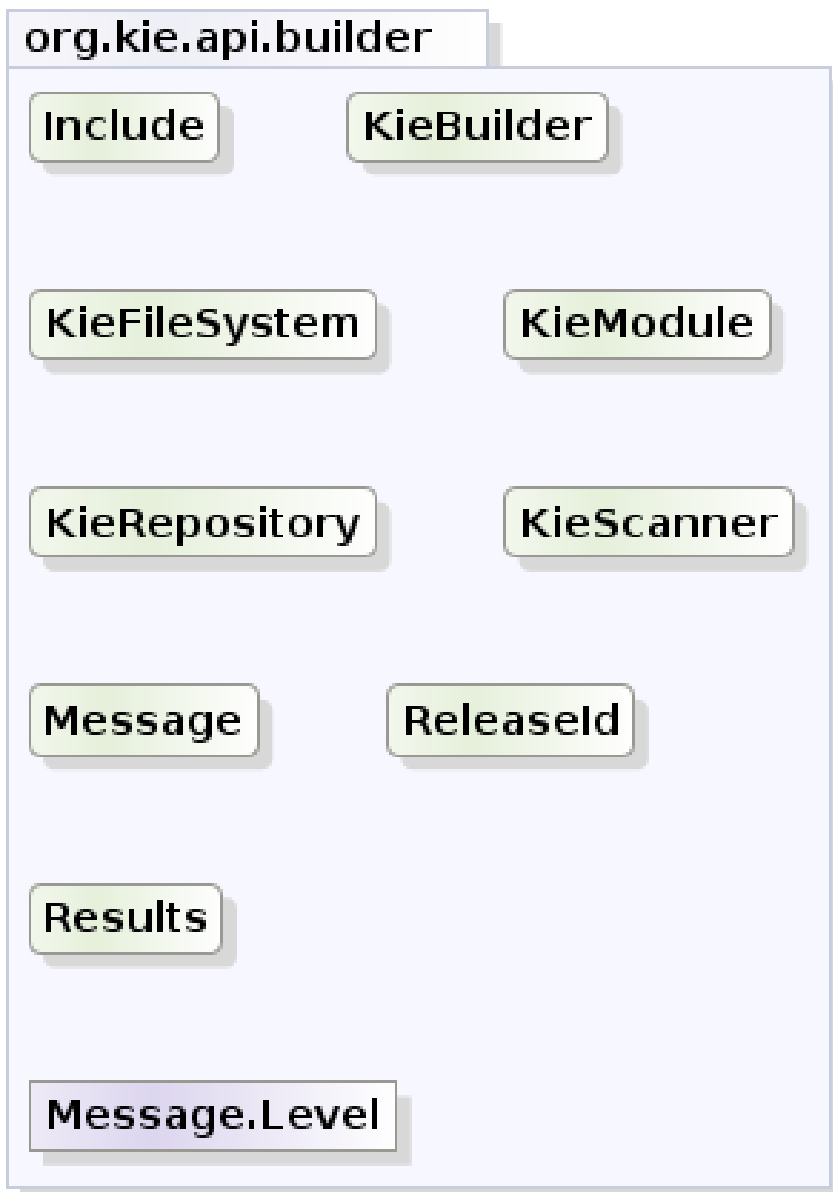 org.kie.api.builder
Include KieBuilder
KieFileSystem KieModule
KieRepository KieScanner
Message ReleaseId
Results
Message.Level